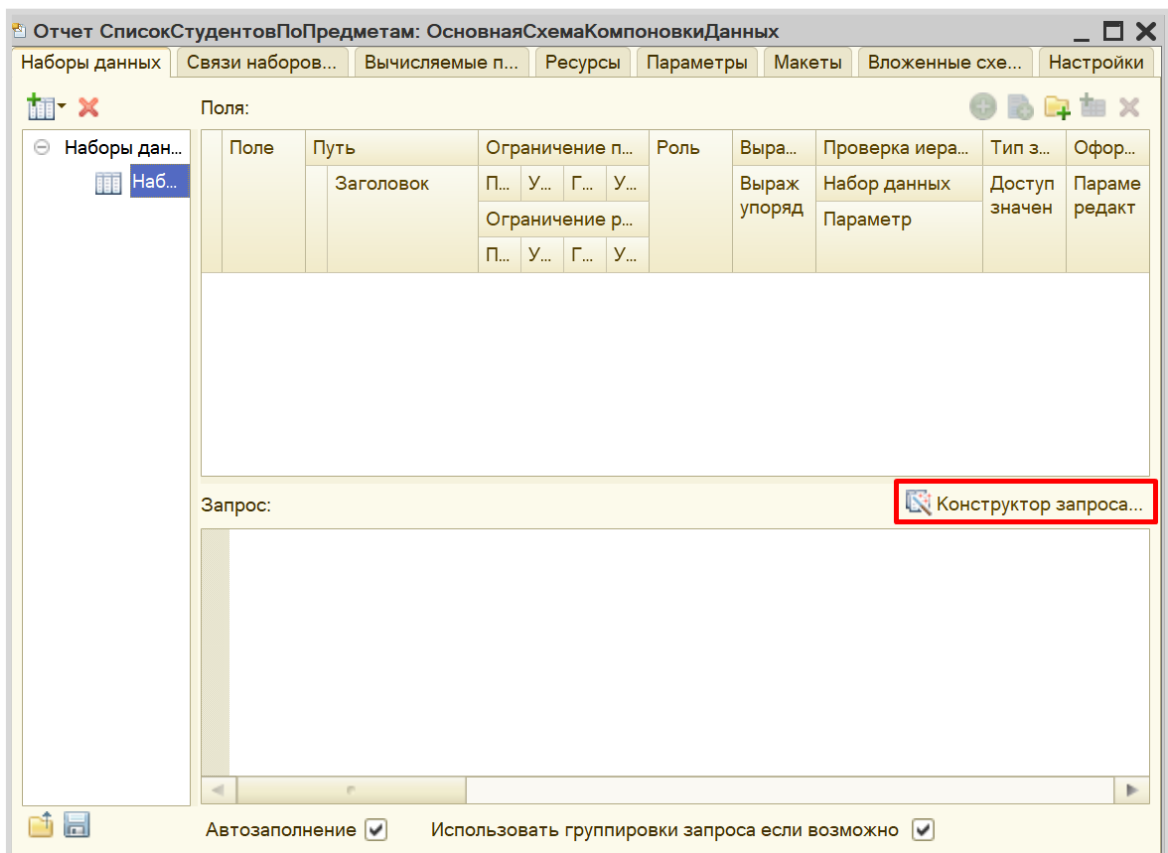 Отчет СписокСтудентовПоПредметам: ОсновнаяСхемаКомпоновкиДанных
Наборы данных Связи наборов... Вычисляемые п... Ресурсы Параметры Макеты Вложенные схе... Настройки
Поля:
Наборы дан...
Наб...
Поле Путь Ограничение п... Роль Выра... Проверка иера... Тип з... Офор...
Заголовок П... У... Г... У... Выраж Набор данных Доступ Параме
Ограничение р... упоряд Параметр значен редакт
П... У... Г... У...
Запрос: Конструктор запроса...
Автозаполнение Использовать группировки запроса если возможно